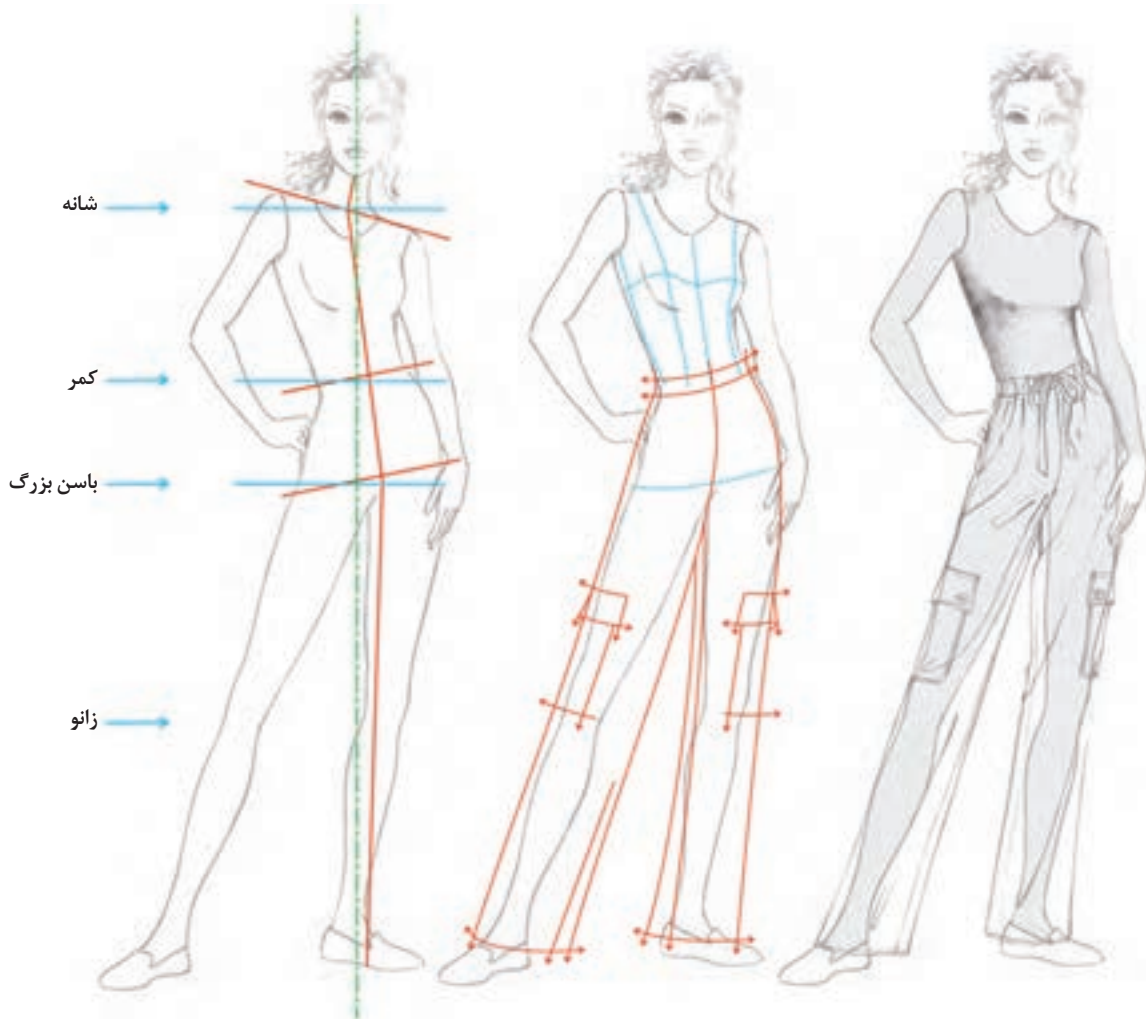 شانه
کمر
باسن بزرگ
زانو